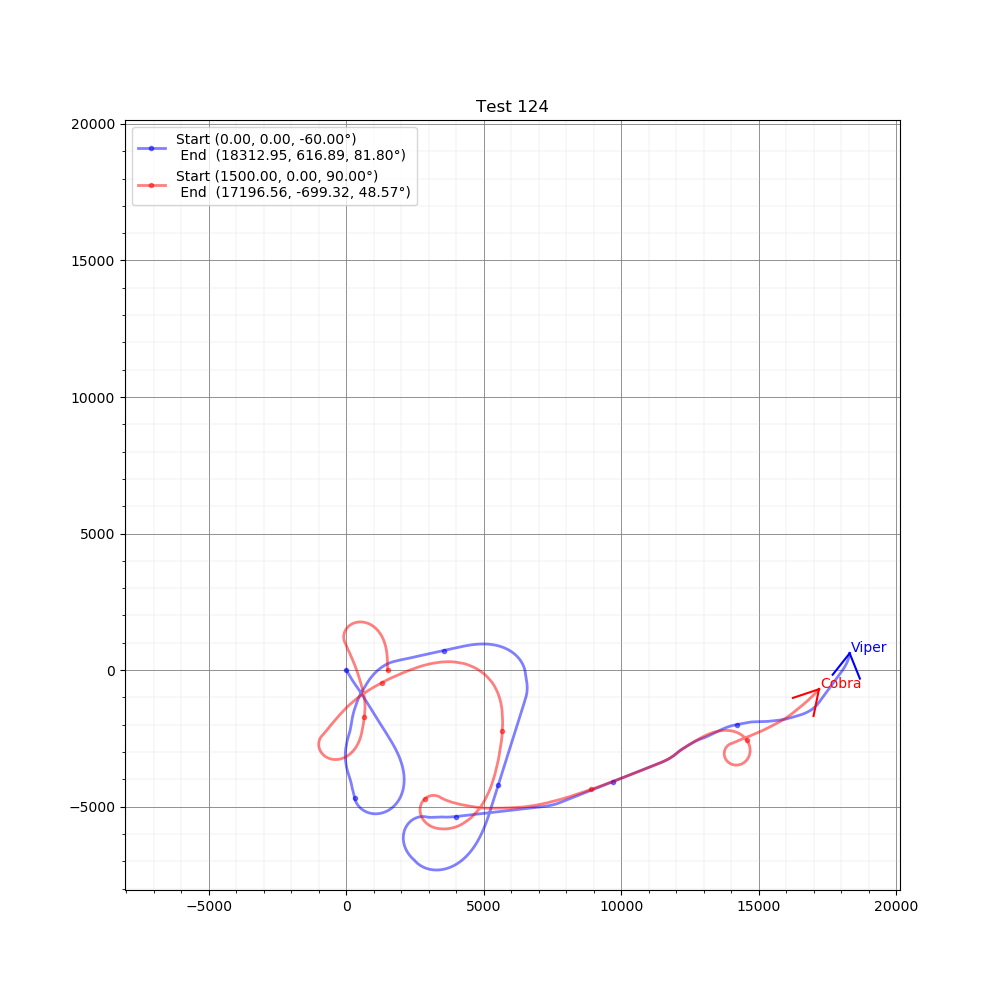 Test 124
20000
15000
10000
5000
0
−5000
Start (0.00, 0.00, -60.00°)
End (18312.95, 616.89, 81.80°)
Start (1500.00, 0.00, 90.00°)
End (17196.56, -699.32, 48.57°)
Viper
Cobra
−5000
0
5000
10000
15000
20000